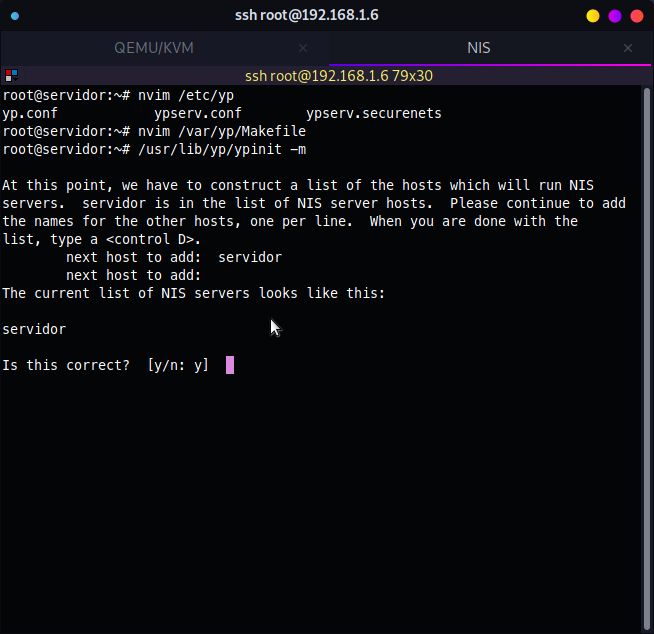 ssh root@192.168.1.6
QEMU/KVM × NIS ×
ssh root@192.168.1.6 79x30
root@servidor:~# nvim /etc/yp
yp.conf            ypserv.conf        ypserv.securenets
root@servidor:~# nvim /var/yp/Makefile
root@servidor:~# /usr/lib/yp/ypinit -m

At this point, we have to construct a list of the hosts which will run NIS
servers.  servidor is in the list of NIS server hosts.  Please continue to add
the names for the other hosts, one per line.  When you are done with the
list, type a <control D>.
        next host to add:  servidor
        next host to add:
The current list of NIS servers looks like this:

servidor

Is this correct?  [y/n: y]